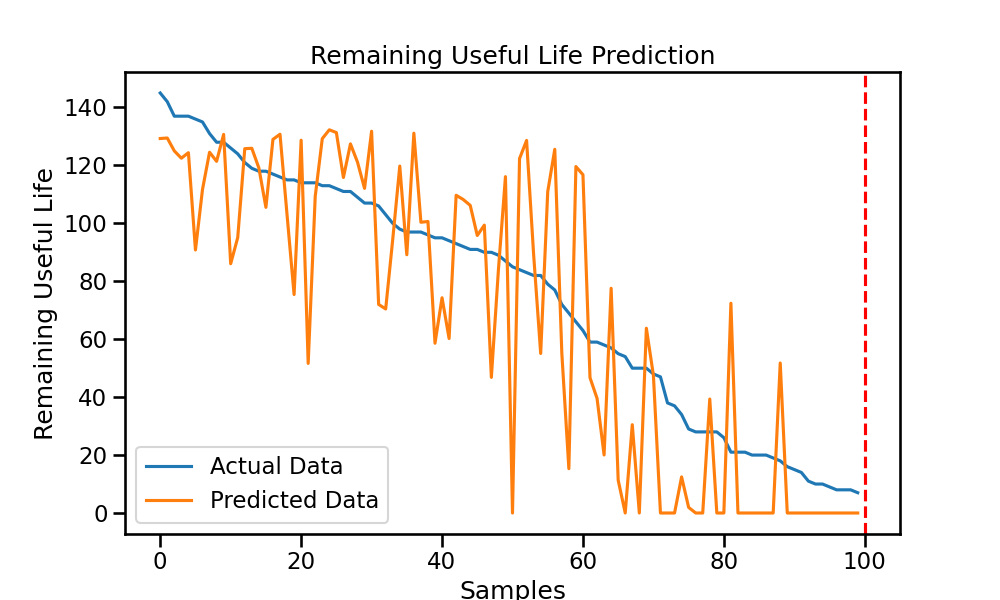 Remaining Useful Life Prediction
Remaining Useful Life
140
120
100
80
60
40
20
0
Actual Data
Predicted Data
0 20 40 60 80 100
Samples